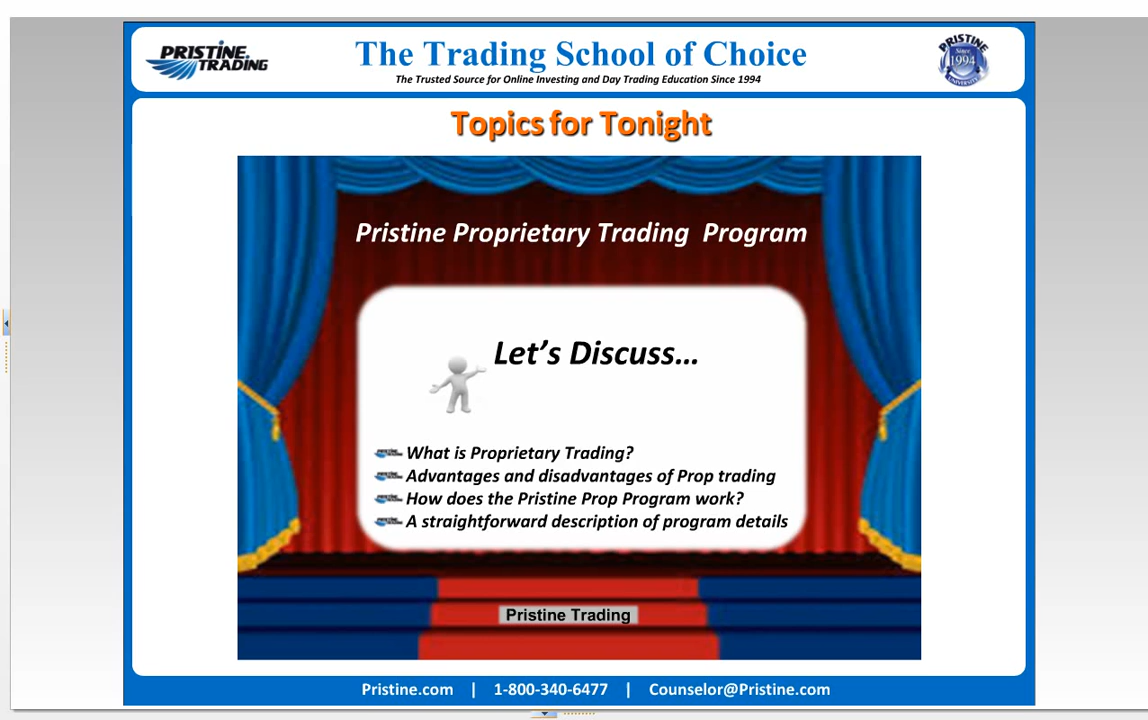 PRISTINE
TRADING
The Trading School of Choice
The Trusted Source for Online Investing and Day Trading Education Since 1994
PRISTINE
Since
1994
UNIVERSITY
Topics for Tonight
Pristine Proprietary Trading Program
Let's Discuss...
What is Proprietary Trading?
Advantages and disadvantages of Prop trading
How does the Pristine Prop Program work?
A straightforward description of program details
Pristine Trading
Pristine.com | 1-800-340-6477 | Counselor@Pristine.com